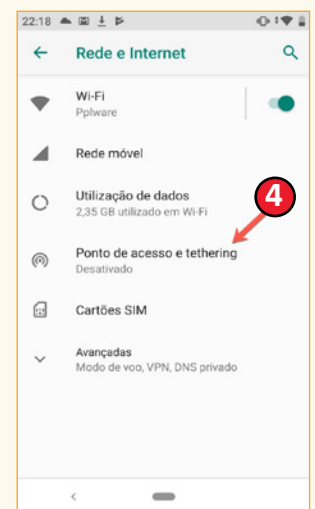 22:18
Rede e Internet
Wi-Fi
Pplware
Rede móvel
Utilização de dados
2,35 GB utilizado em Wi-Fi
4
Ponto de acesso e tethering
Desativado
Cartões SIM
Avançadas
Modo de voo, VPN, DNS privado